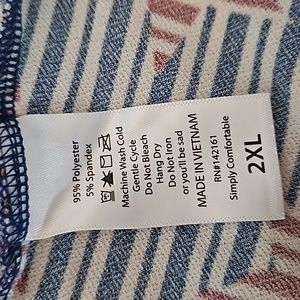 95% Polyester
5% Spandex
Machine Wash Cold
Gentle Cycle
Do Not Bleach
Hang Dry
Do Not Iron
or you'll be sad
MADE IN VIETNAM
RN#142161
Simply Comfortable
2XL